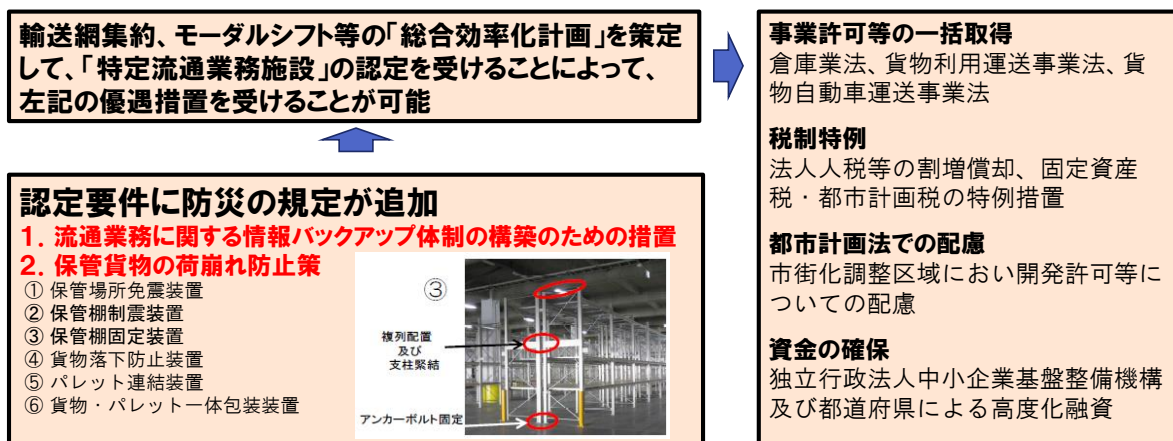 輸送網集約、モーダルシフト等の「総合効率化計画」を策定
して、「特定流通業務施設」の認定を受けることによって、
左記の優遇措置を受けることが可能
認定要件に防災の規定が追加
1. 流通業務に関する情報バックアップ体制の構築のための措置
2. 保管貨物の荷崩れ防止策
① 保管場所免震装置
② 保管棚制震装置
③ 保管棚固定装置
④ 貨物落下防止装置
⑤ パレット連結装置
⑥ 貨物・パレット一体包装装置
③
複列配置
及び
支柱緊結
アンカーボルト固定
事業許可等の一括取得
倉庫業法、貨物利用運送事業法、貨
物自動車運送事業法
税制特例
法人人税等の割増償却、固定資産
税・都市計画税の特例措置
都市計画法での配慮
市街化調整区域におい開発許可等に
ついての配慮
資金の確保
独立行政法人中小企業基盤整備機構
及び都道府県による高度化融資